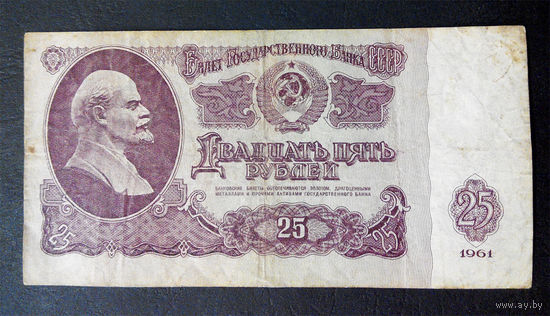 Билет Государственного Банка СССР
Двадцать пять
рублей
БАНКОВСКИЕ БИЛЕТЫ ОБЕСПЕЧИВАЮТСЯ ЗОЛОТОМ, ДРАГОЦЕННЫМИ
МЕТАЛЛАМИ И ПРОЧИМИ АКТИВАМИ ГОСУДАРСТВЕННОГО БАНКА
25
25
25
25
1961
www.ay.by